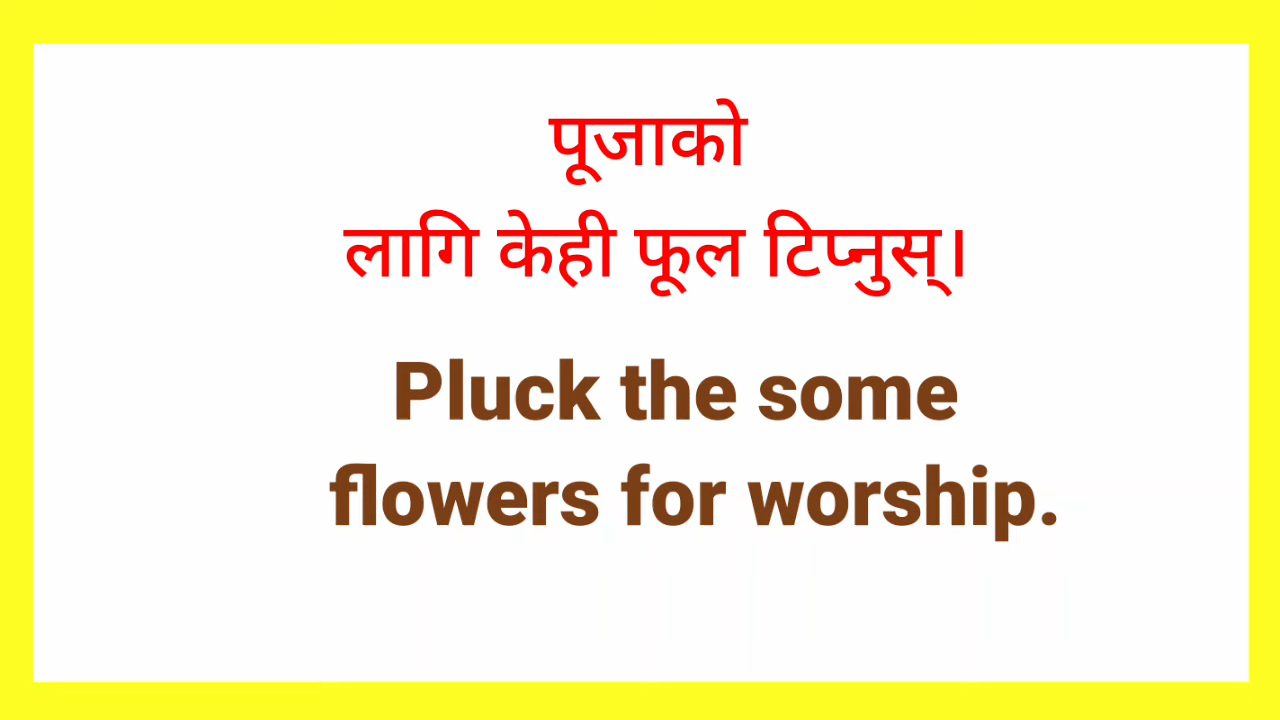 पूजाको
लागि केही फूल टिप्नुस्।
Pluck the some
flowers for worship.